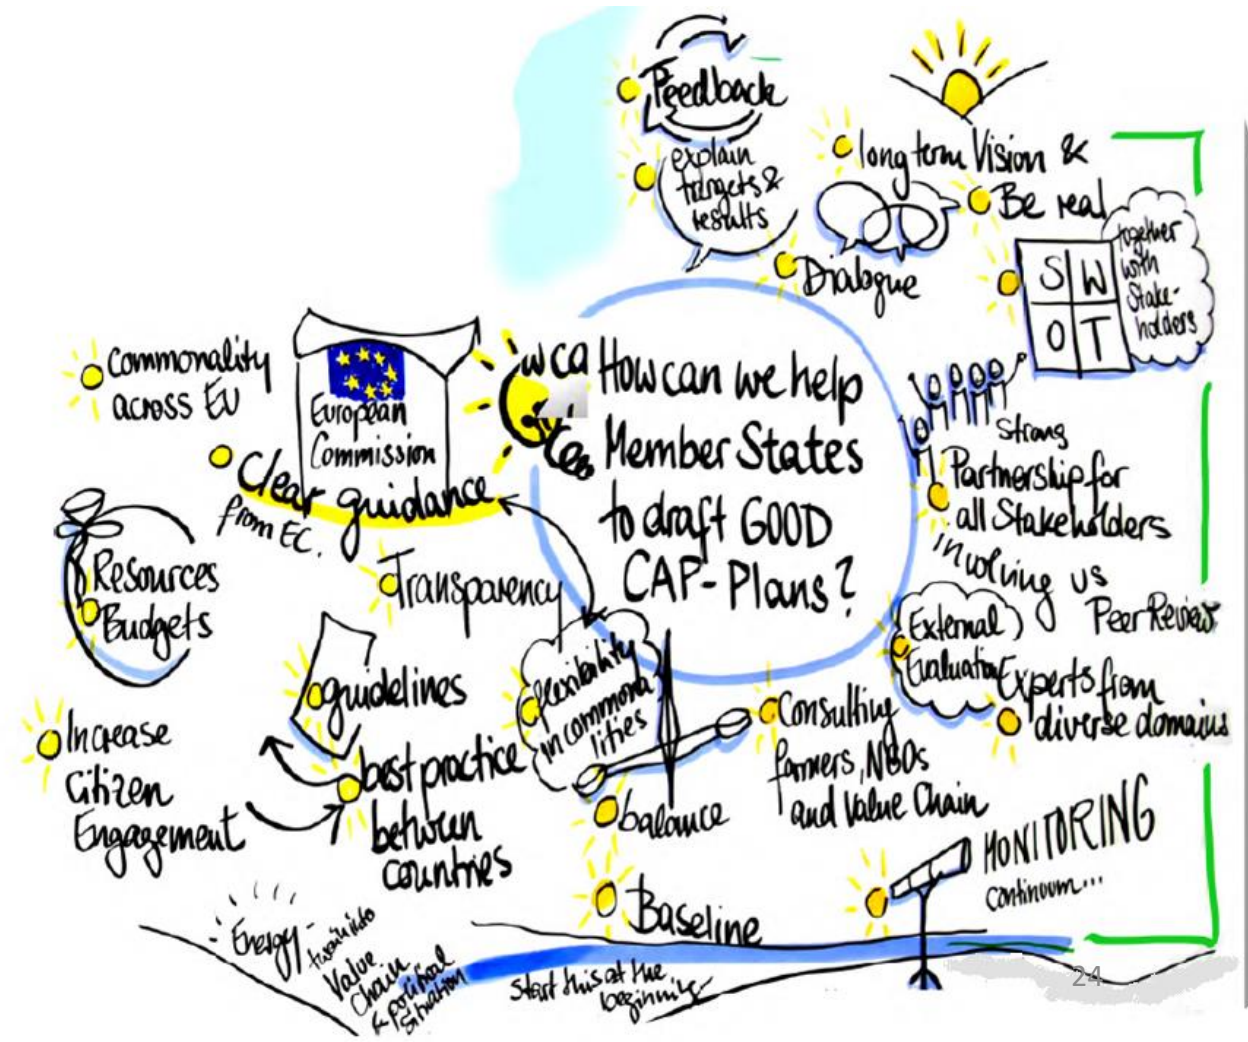 Feedback
explain
targets &
results
long term Vision &
Be real
Dialogue
S W
O T
together
with
Stake-
holders
commonality
across EU
European
Commission
Clear guidance
from EC.
w ca
How can we help
Member States
to draft GOOD
CAP-Plans?
Strong
Partnership for
all Stakeholders
involving us
Peer Review
External
Evaluation
Experts from
diverse domains
Resources
Budgets
Transparency
flexibility
in commona
lities
guidelines
best practice
between
countries
Increase
Citizen
Engagement
Consulting
farmers, NGOs
and Value Chain
balance
MONITORING
continuum...
Baseline
Energy
Value
Chain
& political
situation
Start this at the
beginning
24